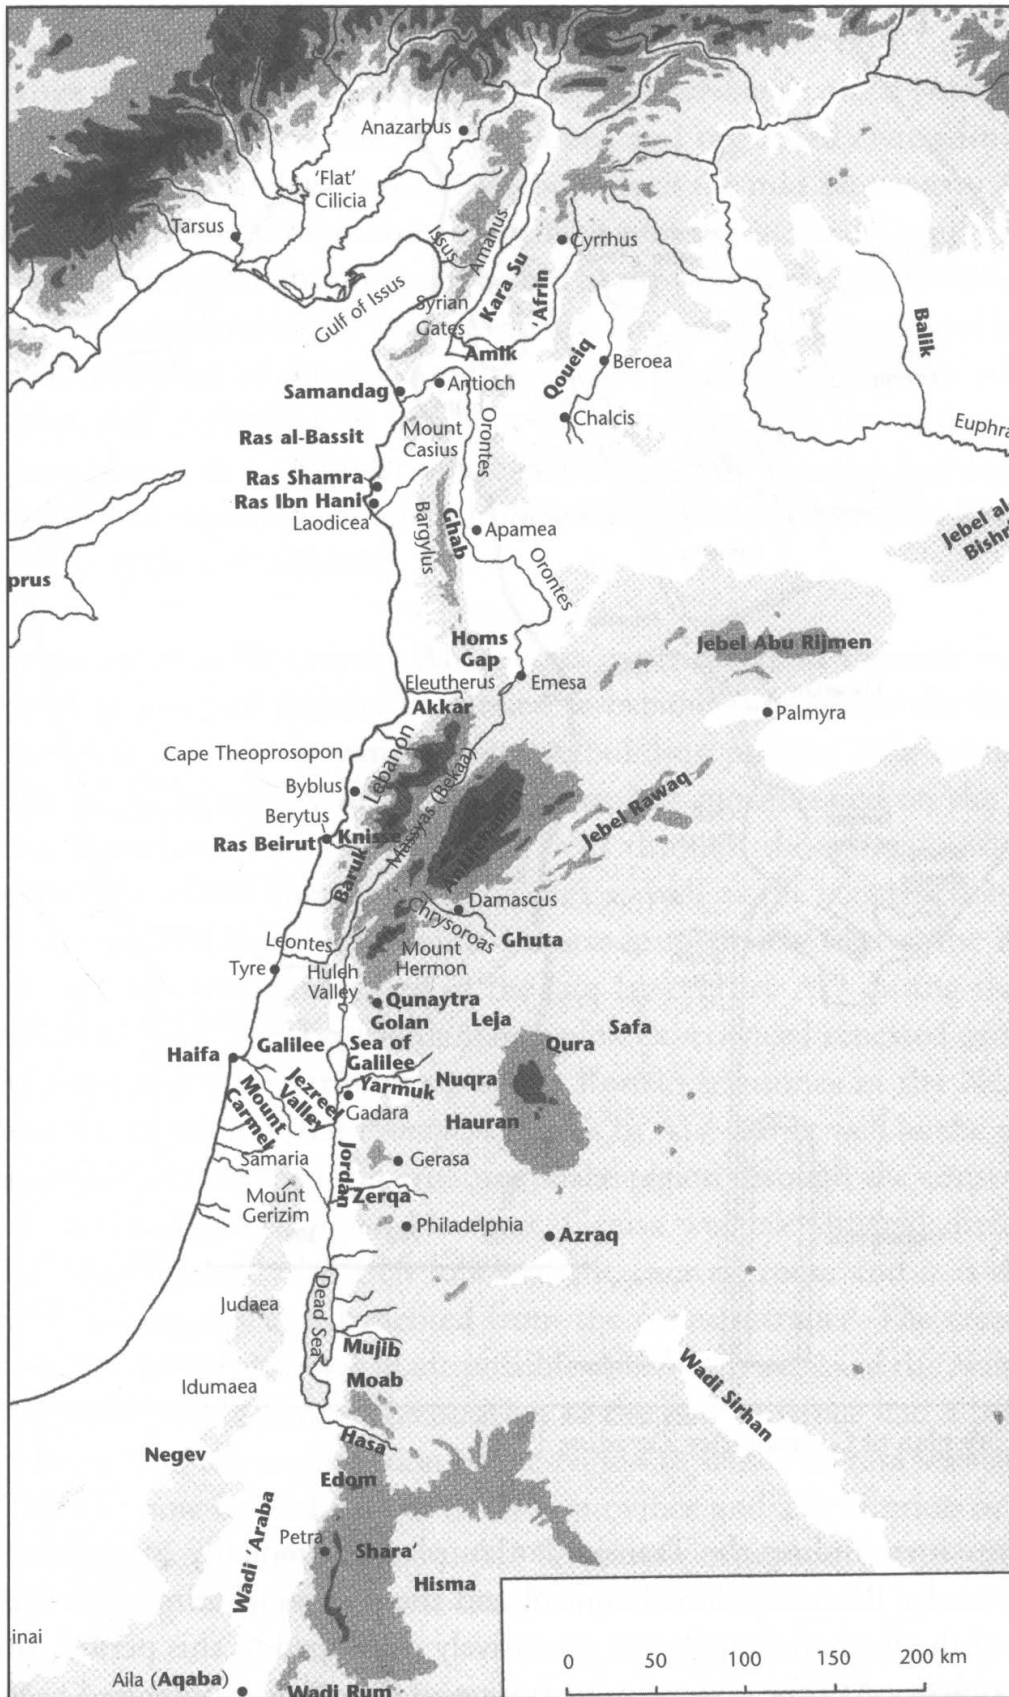 Anazarbus
'Flat'
Cilicia
Tarsus
Issus
Amanus
Cyrrhus
Kara Su
'Afrin
Gulf of Issus
Syrian
Gates
Balik
Amik
Qoueiq
Beroea
Samandag
Antioch
Chalcis
Euphra
Ras al-Bassit
Mount
Casius
Orontes
Ras Shamra
Ras Ibn Hani
Laodicea
Bargylus
Ghab
Apamea
Jebel al-
Bishri
prus
Orontes
Homs
Gap
Jebel Abu Rijmen
Eleutherus
Emesa
Akkar
Palmyra
Cape Theoprosopon
Lebanon
Byblus
Massyas (Bekaa)
Jebel Rawaq
Berytus
Ras Beirut
Knisse
Antilebanon
Baruk
Damascus
Chrysoroas
Ghuta
Leontes
Mount
Hermon
Tyre
Huleh
Valley
Qunaytra
Golan
Leja
Safa
Haifa
Galilee
Sea of
Galilee
Qura
Jezreel
Valley
Yarmuk
Nuqra
Mount
Carmel
Gadara
Hauran
Samaria
Jordan
Gerasa
Mount
Gerizim
Zerqa
Philadelphia
Azraq
Dead Sea
Judaea
Mujib
Idumaea
Moab
Wadi Sirhan
Negev
Hasa
Edom
Wadi 'Araba
Petra
Shara'
Hisma
inai
Aila (Aqaba)
Wadi Rum
0 50 100 150 200 km